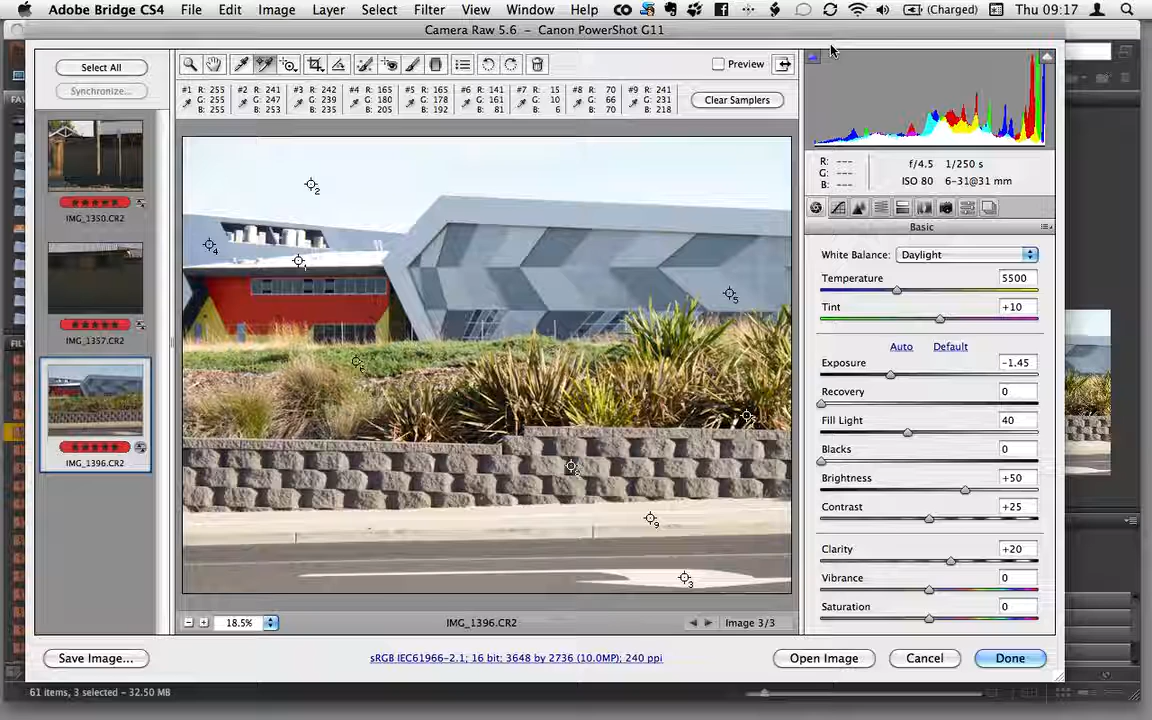 Adobe Bridge CS4 File Edit Image Layer Select Filter View Window Help (Charged) Thu 09:17
Camera Raw 5.6 - Canon PowerShot G11
Select All
Synchronize...
Preview
#1 R: 255 G: 255 B: 255
#2 R: 241 G: 247 B: 253
#3 R: 242 G: 239 B: 239
#4 R: 165 G: 180 B: 205
#5 R: 165 G: 178 B: 192
#6 R: 141 G: 161 B: 81
#7 R: 15 G: 10 B: 6
#8 R: 70 G: 66 B: 70
#9 R: 241 G: 231 B: 218
Clear Samplers
R: ---
G: ---
B: ---
f/4.5 1/250 s
ISO 80 6-31@31 mm
IMG_1350.CR2
IMG_1357.CR2
IMG_1396.CR2
Basic
White Balance: Daylight
Temperature 5500
Tint +10
Auto Default
Exposure -1.45
Recovery 0
Fill Light 40
Blacks 0
Brightness +50
Contrast +25
Clarity +20
Vibrance 0
Saturation 0
2
4
5
3
9
18.5%
IMG_1396.CR2
Image 3/3
Save Image...
sRGB IEC61966-2.1; 16 bit: 3648 by 2736 (10.0MP); 240 ppi
Open Image
Cancel
Done
61 items, 3 selected - 32.50 MB